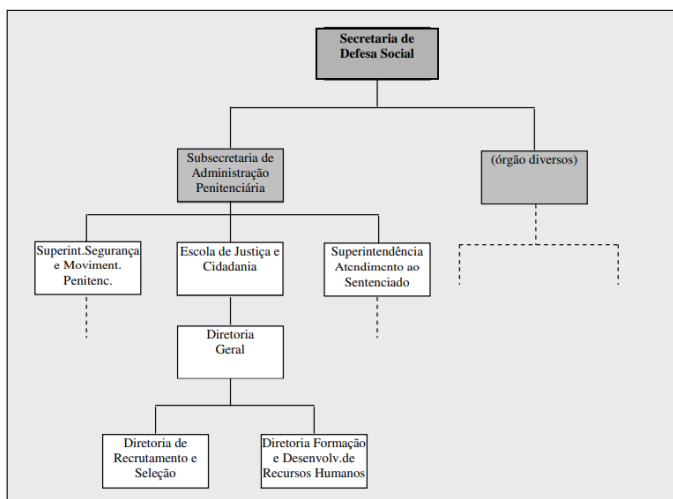 Secretaria de
Defesa Social
Subsecretaria de
Administração
Penitenciária
(órgão diversos)
Superint.Segurança
e Moviment.
Penitenc.
Escola de Justiça e
Cidadania
Superintendência
Atendimento ao
Sentenciado
Diretoria
Geral
Diretoria de
Recrutamento e
Seleção
Diretoria Formação
e Desenvolv.de
Recursos Humanos